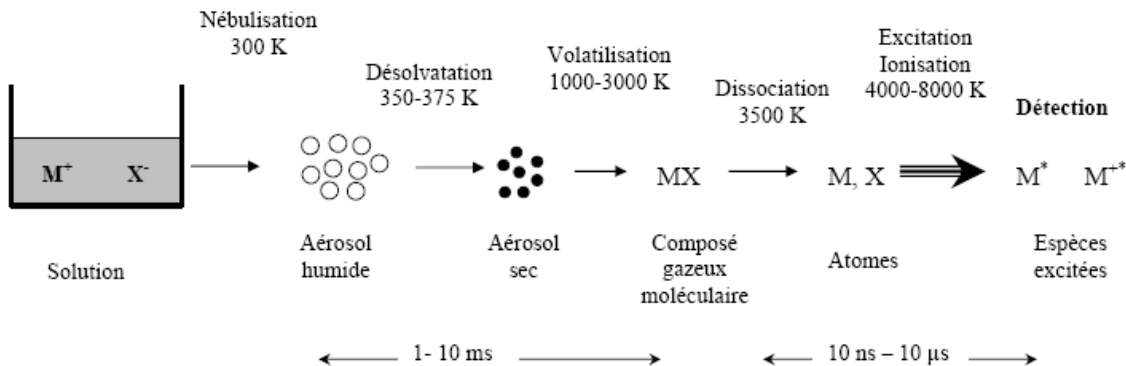 Nébulisation
300 K
Désolvatation
350-375 K
Volatilisation
1000-3000 K
Dissociation
3500 K
Excitation
Ionisation
4000-8000 K
Détection
M⁺ X⁻
MX
M, X
M* M⁺*
Solution
Aérosol
humide
Aérosol
sec
Composé
gazeux
moléculaire
Atomes
Espèces
excitées
1- 10 ms
10 ns – 10 µs